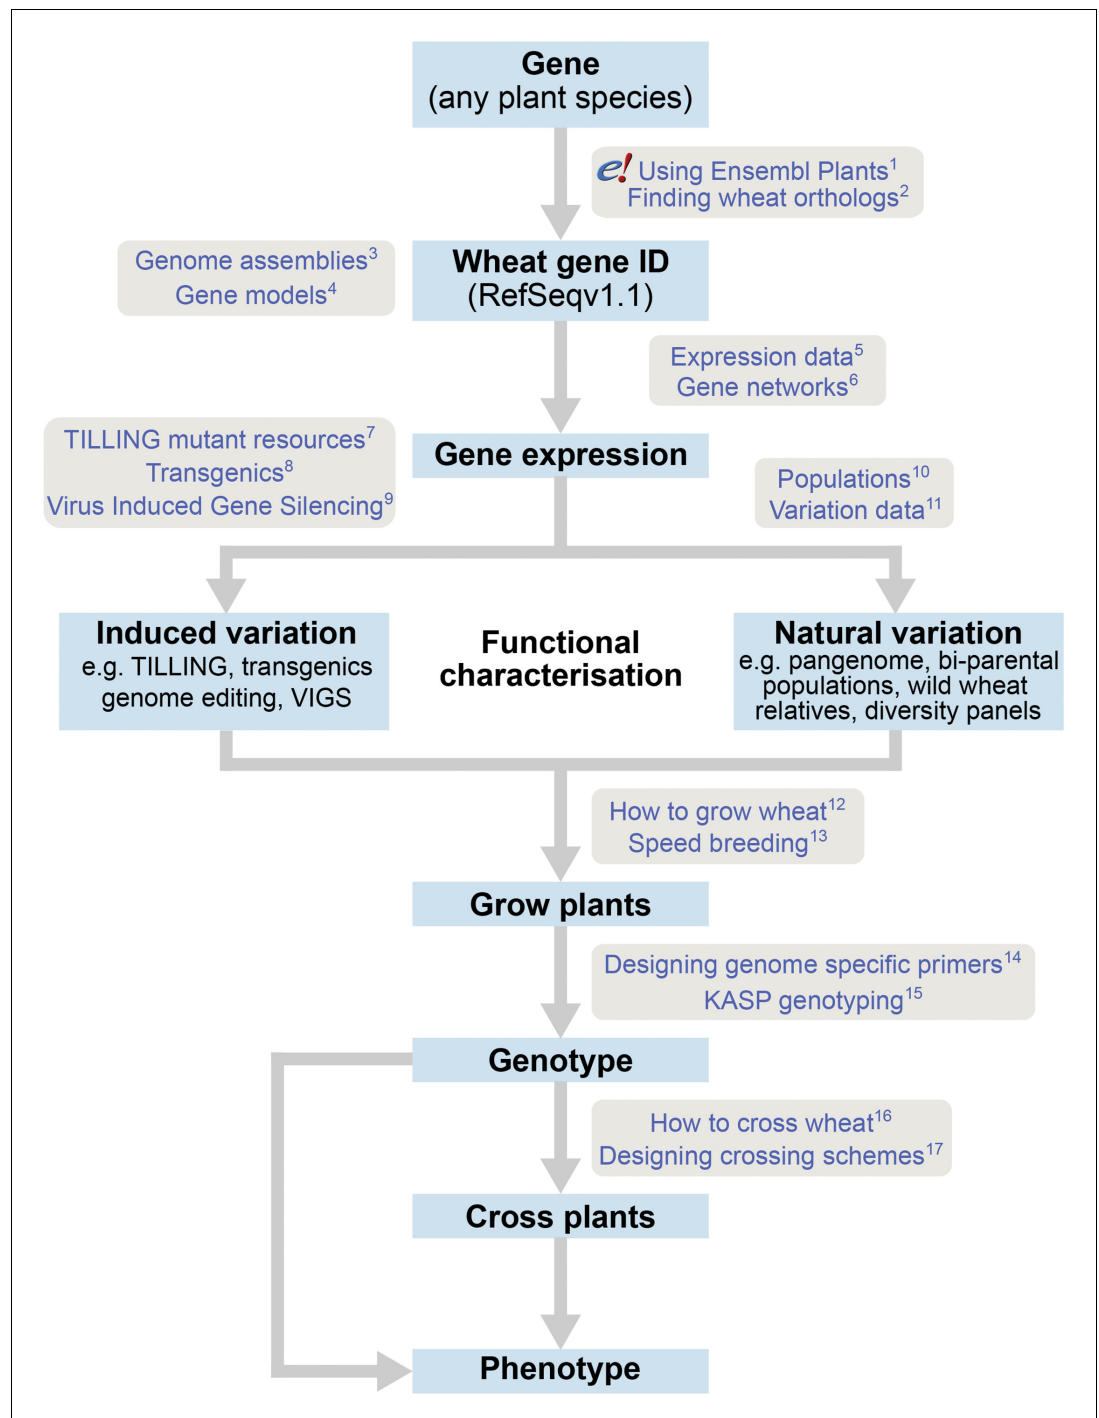 Gene
(any plant species)
e! Using Ensembl Plants¹
Finding wheat orthologs²
Genome assemblies³
Gene models⁴
Wheat gene ID
(RefSeqv1.1)
Expression data⁵
Gene networks⁶
TILLING mutant resources⁷
Transgenics⁸
Virus Induced Gene Silencing⁹
Gene expression
Populations¹⁰
Variation data¹¹
Induced variation
e.g. TILLING, transgenics
genome editing, VIGS
Functional
characterisation
Natural variation
e.g. pangenome, bi-parental
populations, wild wheat
relatives, diversity panels
How to grow wheat¹²
Speed breeding¹³
Grow plants
Designing genome specific primers¹⁴
KASP genotyping¹⁵
Genotype
How to cross wheat¹⁶
Designing crossing schemes¹⁷
Cross plants
Phenotype